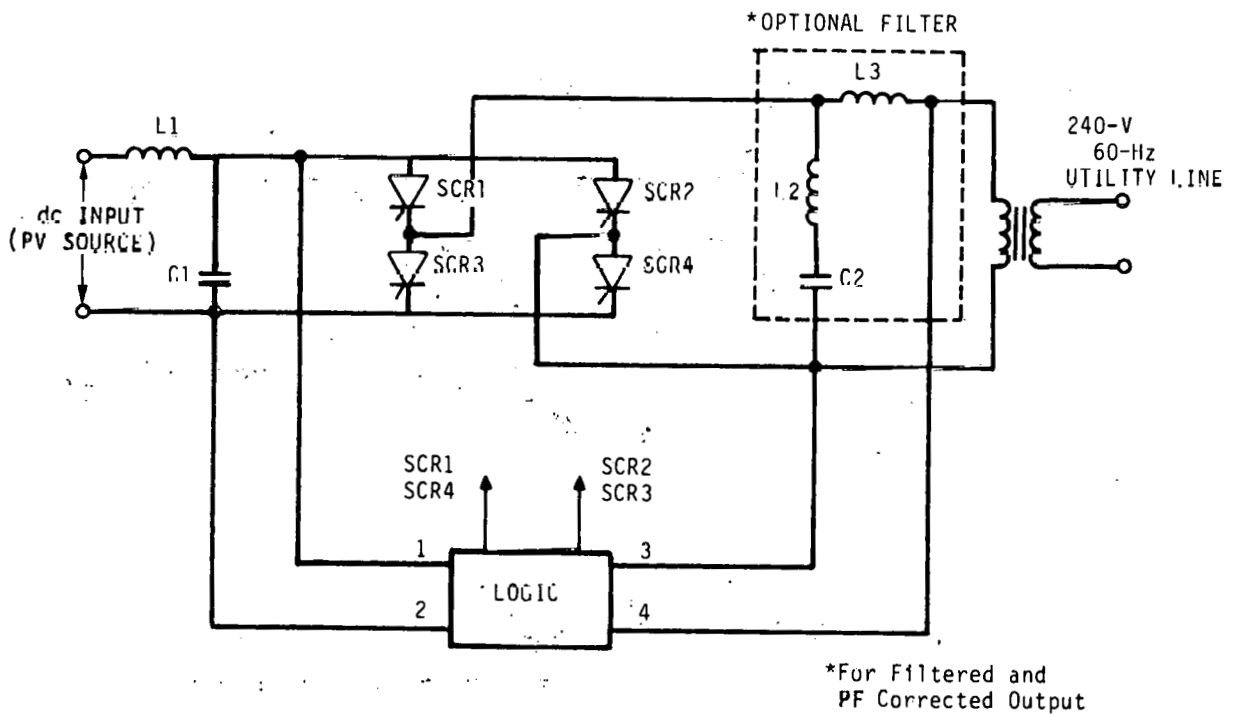 *OPTIONAL FILTER
L3
L1
240-V
60-Hz
UTILITY LINE
SCR1
SCR2
L2
dc INPUT
(PV SOURCE)
C1
SCR3
SCR4
C2
SCR1
SCR4
SCR2
SCR3
1
3
LOGIC
2
4
*For Filtered and
PF Corrected Output